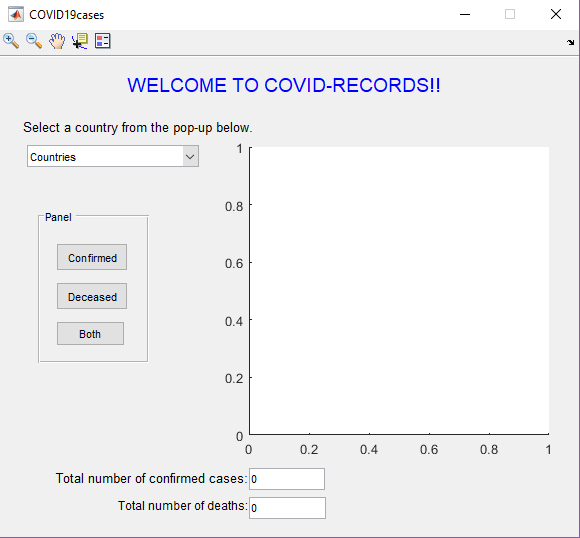 COVID19cases
WELCOME TO COVID-RECORDS!!
Select a country from the pop-up below.
Countries
Panel
Confirmed
Deceased
Both
1
0.8
0.6
0.4
0.2
0
0 0.2 0.4 0.6 0.8 1
Total number of confirmed cases: 0
Total number of deaths: 0